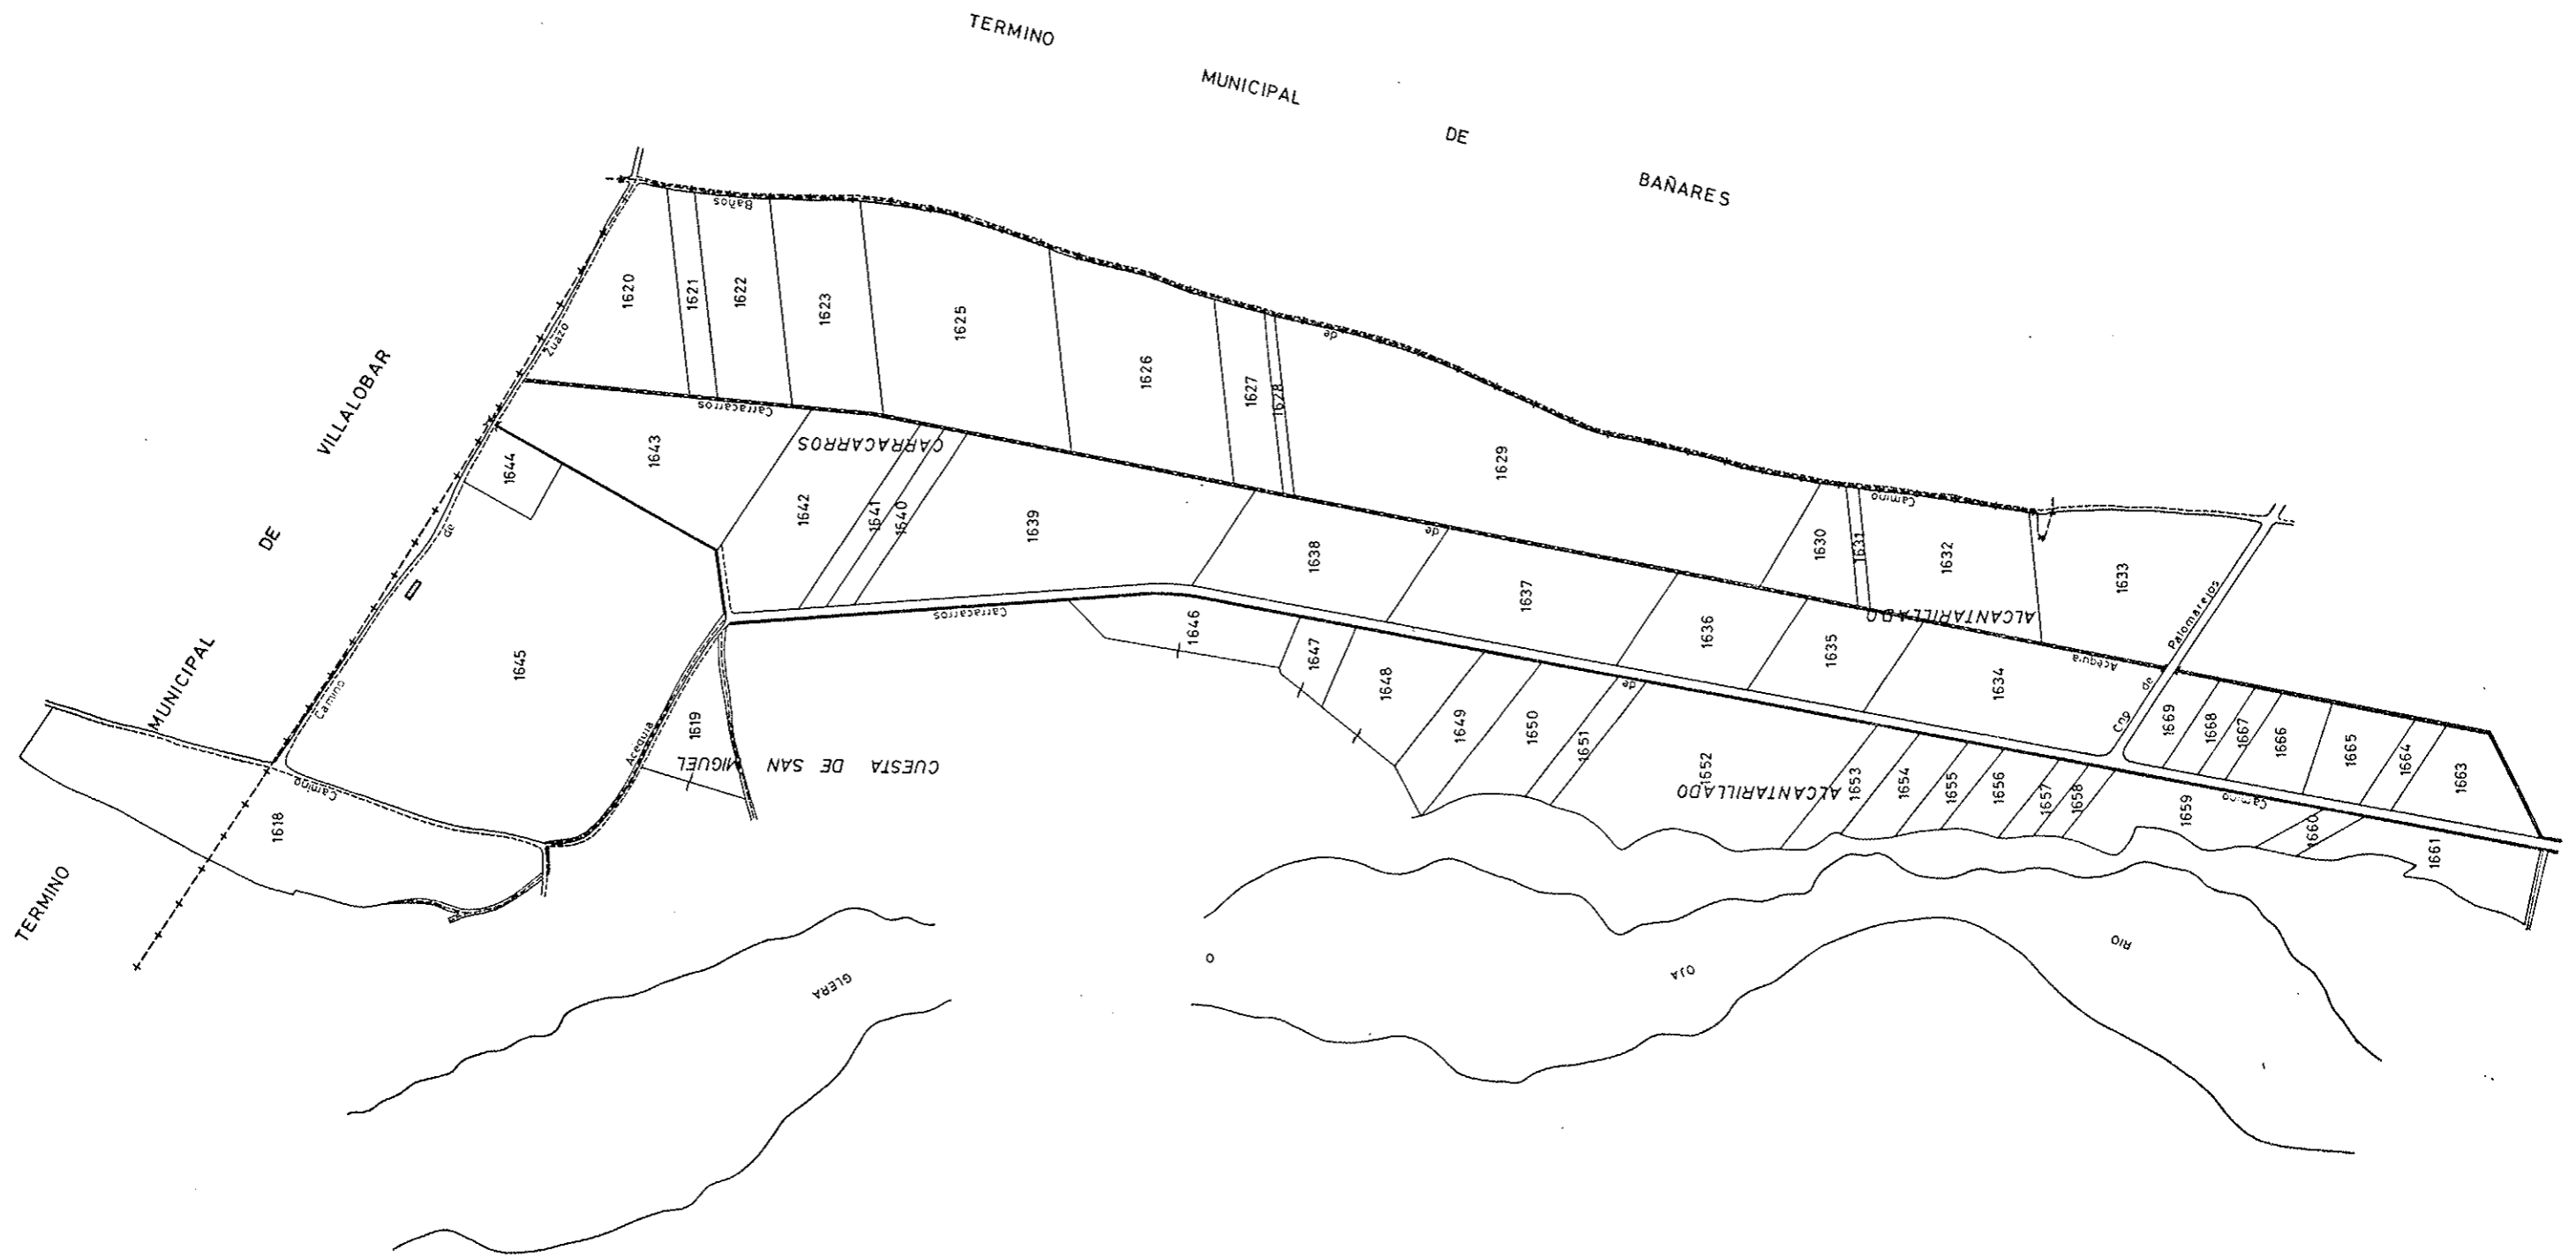 TERMINO
MUNICIPAL
DE
BAÑARES
TERMINO
MUNICIPAL
DE
VILLALOBAR
Camino
de
Zuazo
Baños
de
Camino
1620
1621
1622
1623
1625
1626
1627
1628
1629
1630
1631
1632
1633
Carracarros
de
Acequia
CARRACARROS
ALCANTARILLADO
1644
1643
1642
1641
1640
1639
1638
1637
1636
1635
1634
Cno
de
Palomarejos
Carracarros
de
Camino
1645
1619
Acequia
CUESTA DE SAN MIGUEL
1618
Camino
1646
1647
1648
1649
1650
1651
1652
ALCANTARILLADO
1653
1654
1655
1656
1657
1658
1659
1660
1661
1669
1668
1667
1666
1665
1664
1663
RIO
OJA
O
GLERA